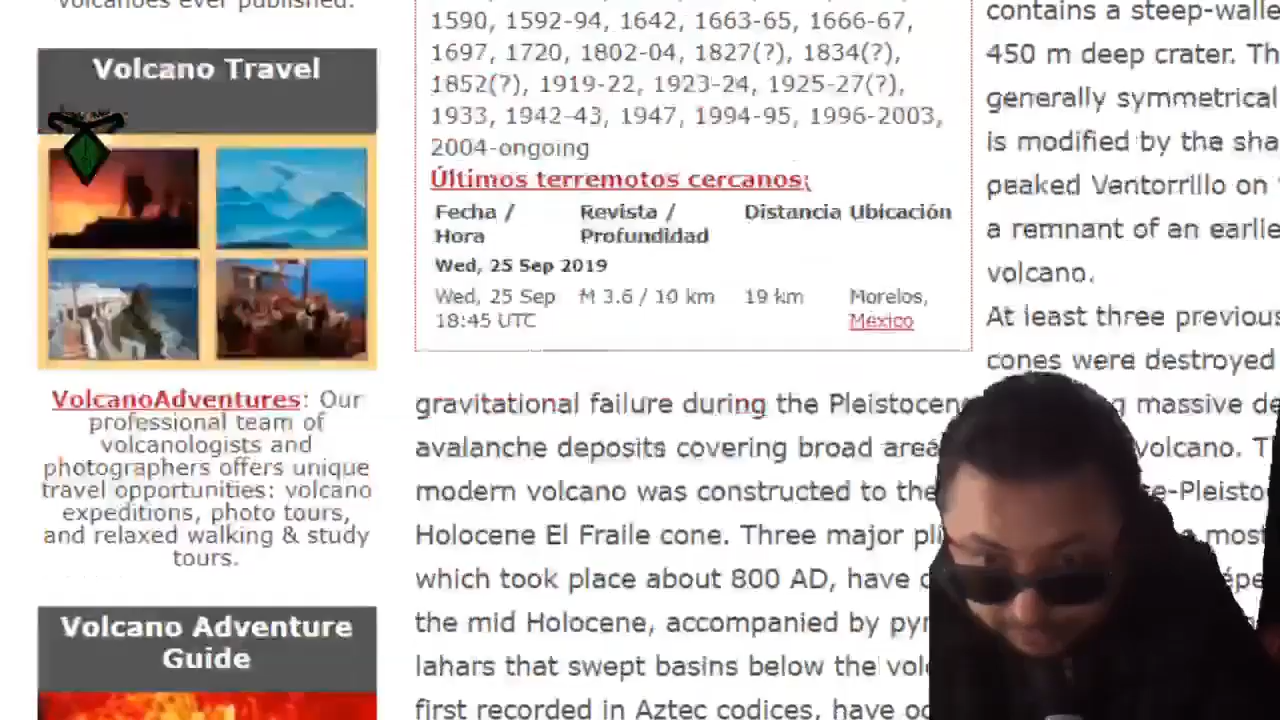 volcanoes ever published.
Volcano Travel
VolcanoAdventures: Our
professional team of
volcanologists and
photographers offers unique
travel opportunities: volcano
expeditions, photo tours,
and relaxed walking & study
tours.
Volcano Adventure
Guide
1590, 1592-94, 1642, 1663-65, 1666-67,
1697, 1720, 1802-04, 1827(?), 1834(?),
1852(?), 1919-22, 1923-24, 1925-27(?),
1933, 1942-43, 1947, 1994-95, 1996-2003,
2004-ongoing
Últimos terremotos cercanos:
Fecha / Revista / Distancia Ubicación
Hora Profundidad
Wed, 25 Sep 2019
Wed, 25 Sep M 3.6 / 10 km 19 km Morelos,
18:45 UTC México
contains a steep-walle
450 m deep crater. Th
generally symmetrical
is modified by the sha
peaked Ventorrillo on
a remnant of an earlie
volcano.
At least three previous
cones were destroyed
gravitational failure during the Pleistocen g massive de
avalanche deposits covering broad area volcano. T
modern volcano was constructed to the te-Pleisto
Holocene El Fraile cone. Three major pli most
which took place about 800 AD, have épe
the mid Holocene, accompanied by pyr
lahars that swept basins below the vol
first recorded in Aztec codices, have oc